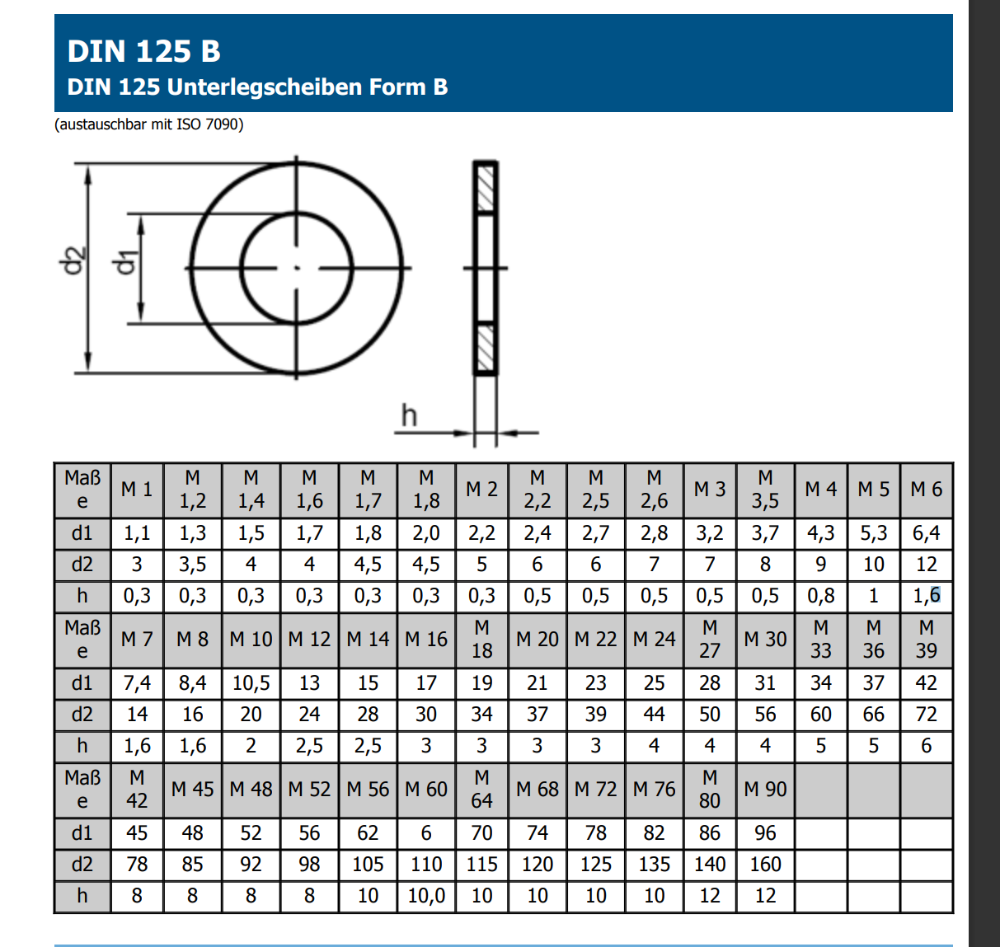 DIN 125 B
DIN 125 Unterlegscheiben Form B
(austauschbar mit ISO 7090)
d2
d1
h
Maße M 1 M 1,2 M 1,4 M 1,6 M 1,7 M 1,8 M 2 M 2,2 M 2,5 M 2,6 M 3 M 3,5 M 4 M 5 M 6
d1 1,1 1,3 1,5 1,7 1,8 2,0 2,2 2,4 2,7 2,8 3,2 3,7 4,3 5,3 6,4
d2 3 3,5 4 4 4,5 4,5 5 6 6 7 7 8 9 10 12
h 0,3 0,3 0,3 0,3 0,3 0,3 0,3 0,5 0,5 0,5 0,5 0,5 0,8 1 1,6
Maße M 7 M 8 M 10 M 12 M 14 M 16 M 18 M 20 M 22 M 24 M 27 M 30 M 33 M 36 M 39
d1 7,4 8,4 10,5 13 15 17 19 21 23 25 28 31 34 37 42
d2 14 16 20 24 28 30 34 37 39 44 50 56 60 66 72
h 1,6 1,6 2 2,5 2,5 3 3 3 3 4 4 4 5 5 6
Maße M 42 M 45 M 48 M 52 M 56 M 60 M 64 M 68 M 72 M 76 M 80 M 90
d1 45 48 52 56 62 6 70 74 78 82 86 96
d2 78 85 92 98 105 110 115 120 125 135 140 160
h 8 8 8 8 10 10,0 10 10 10 10 12 12